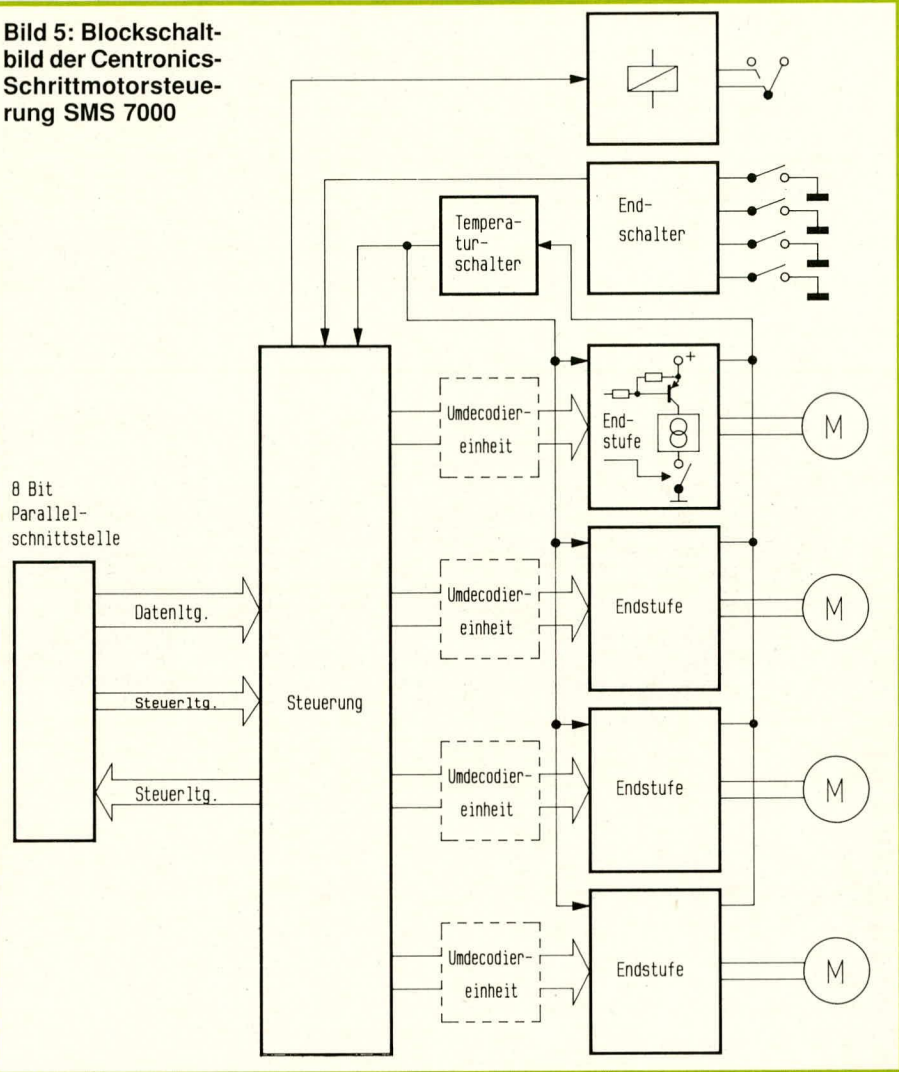 Bild 5: Blockschalt-
bild der Centronics-
Schrittmotorsteue-
rung SMS 7000
End-
schalter
Tempera-
tur-
schalter
Umdecodier-
einheit
+
End-
stufe
M
8 Bit
Parallel-
schnittstelle
Datenltg.
Umdecodier-
einheit
Endstufe
M
Steuerltg.
Steuerung
Steuerltg.
Umdecodier-
einheit
Endstufe
M
Umdecodier-
einheit
Endstufe
M